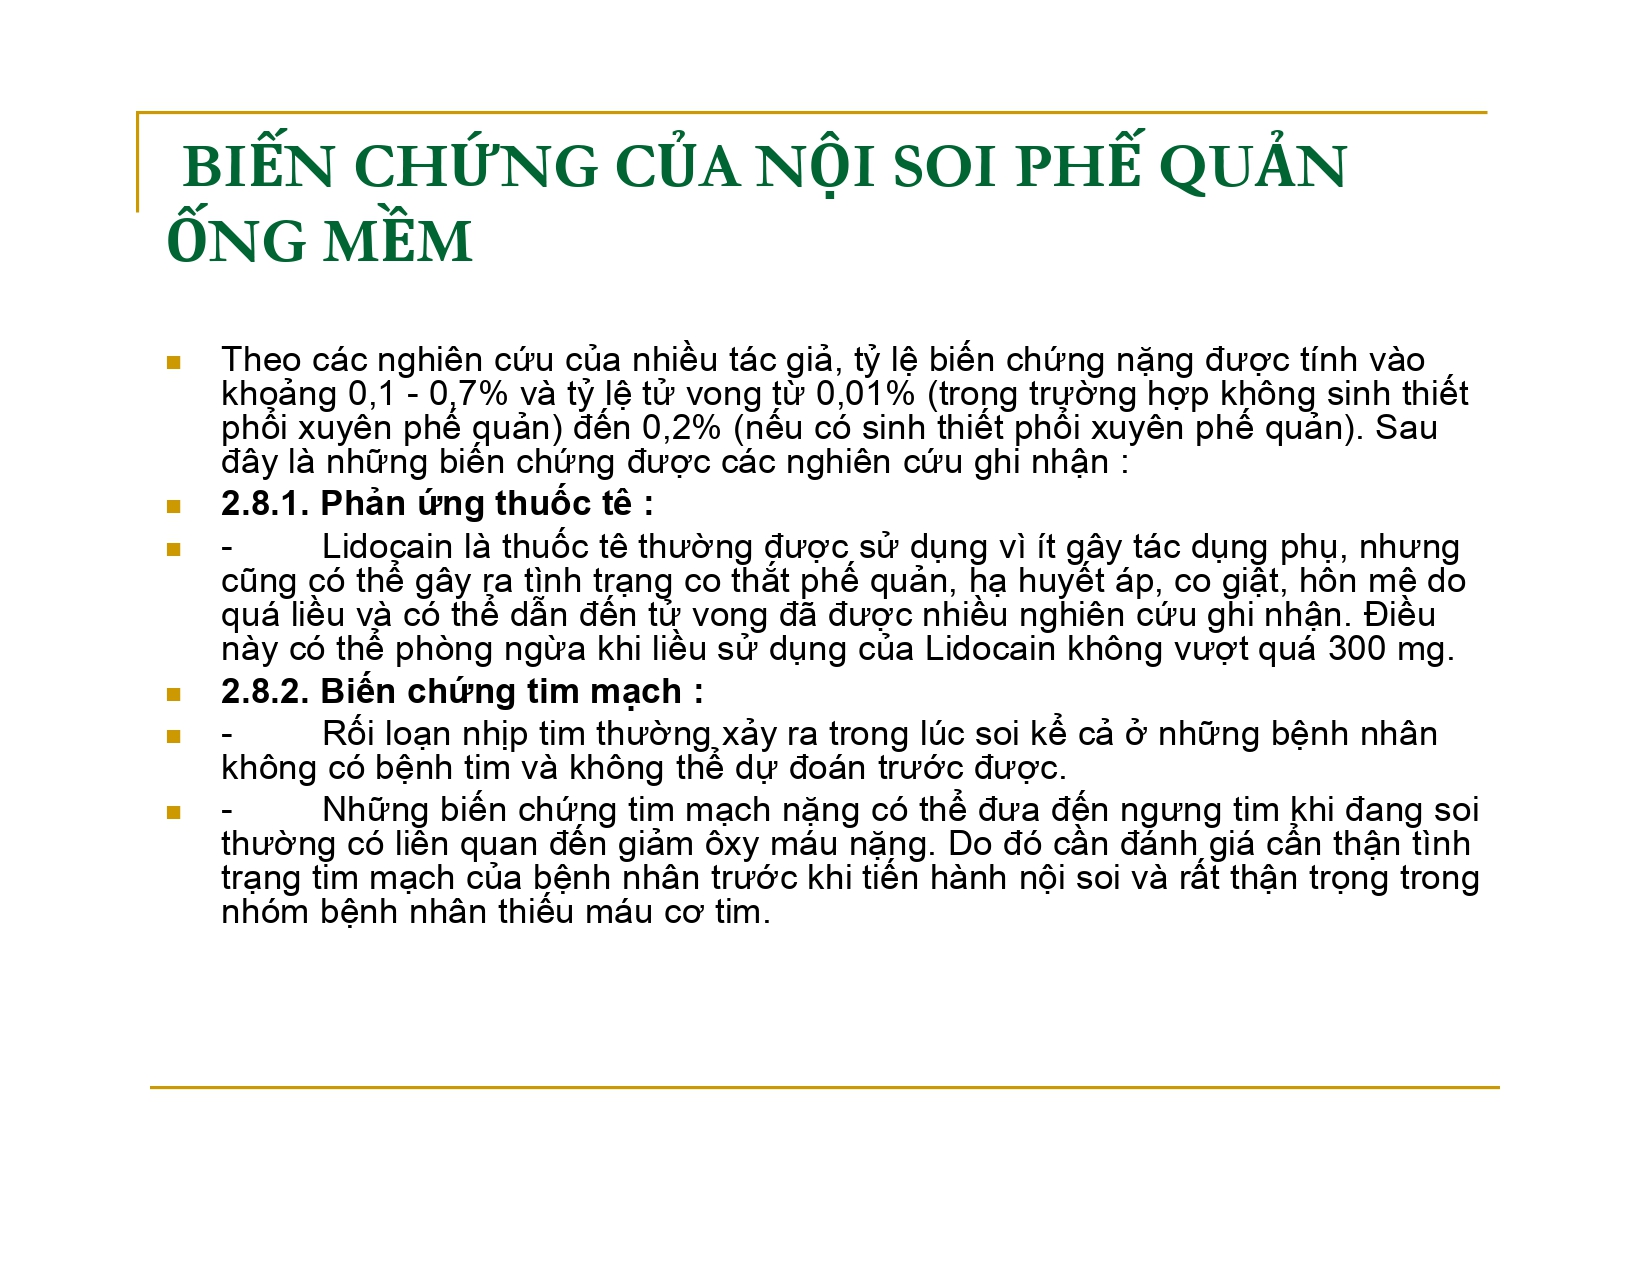 BIẾN CHỨNG CỦA NỘI SOI PHẾ QUẢN
ỐNG MỀM
Theo các nghiên cứu của nhiều tác giả, tỷ lệ biến chứng nặng được tính vào
khoảng 0,1 - 0,7% và tỷ lệ tử vong từ 0,01% (trong trường hợp không sinh thiết
phổi xuyên phế quản) đến 0,2% (nếu có sinh thiết phổi xuyên phế quản). Sau
đây là những biến chứng được các nghiên cứu ghi nhận :
2.8.1. Phản ứng thuốc tê :
- Lidocain là thuốc tê thường được sử dụng vì ít gây tác dụng phụ, nhưng
cũng có thể gây ra tình trạng co thắt phế quản, hạ huyết áp, co giật, hôn mê do
quá liều và có thể dẫn đến tử vong đã được nhiều nghiên cứu ghi nhận. Điều
này có thể phòng ngừa khi liều sử dụng của Lidocain không vượt quá 300 mg.
2.8.2. Biến chứng tim mạch :
- Rối loạn nhịp tim thường xảy ra trong lúc soi kể cả ở những bệnh nhân
không có bệnh tim và không thể dự đoán trước được.
- Những biến chứng tim mạch nặng có thể đưa đến ngưng tim khi đang soi
thường có liên quan đến giảm ôxy máu nặng. Do đó cần đánh giá cẩn thận tình
trạng tim mạch của bệnh nhân trước khi tiến hành nội soi và rất thận trọng trong
nhóm bệnh nhân thiếu máu cơ tim.